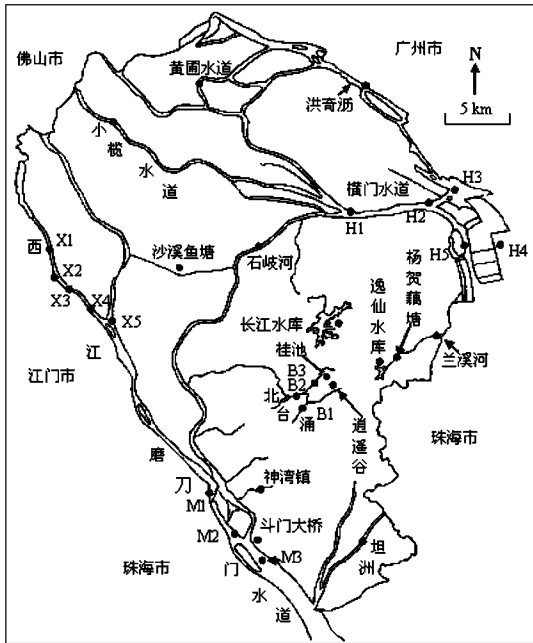 佛山市
广州市
N
5 km
黄圃水道
洪奇沥
小榄水道
横门水道
H3
H2
H1
H5
H4
西江
X1
X2
X3
X4
X5
沙溪鱼塘
石岐河
杨贺藕塘
逸仙水库
长江水库
兰溪河
桂池
B3
B2
B1
北台涌
逍遥谷
江门市
珠海市
磨刀门水道
神湾镇
M1
斗门大桥
M2
M3
坦洲
珠海市